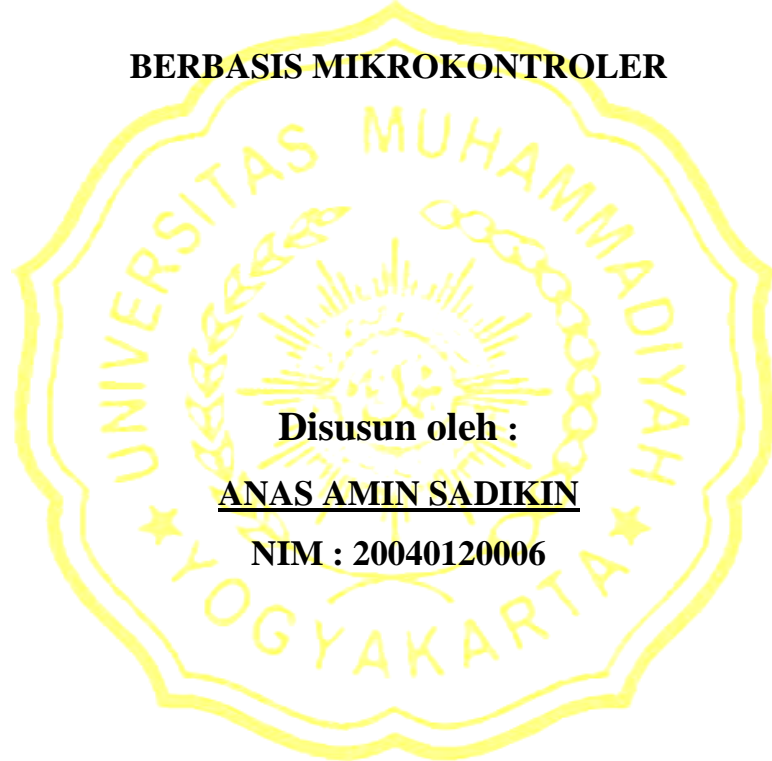 BERBASIS MIKROKONTROLER
UNIVERSITAS MUHAMMADIYAH
YOGYAKARTA
Disusun oleh :
ANAS AMIN SADIKIN
NIM : 20040120006